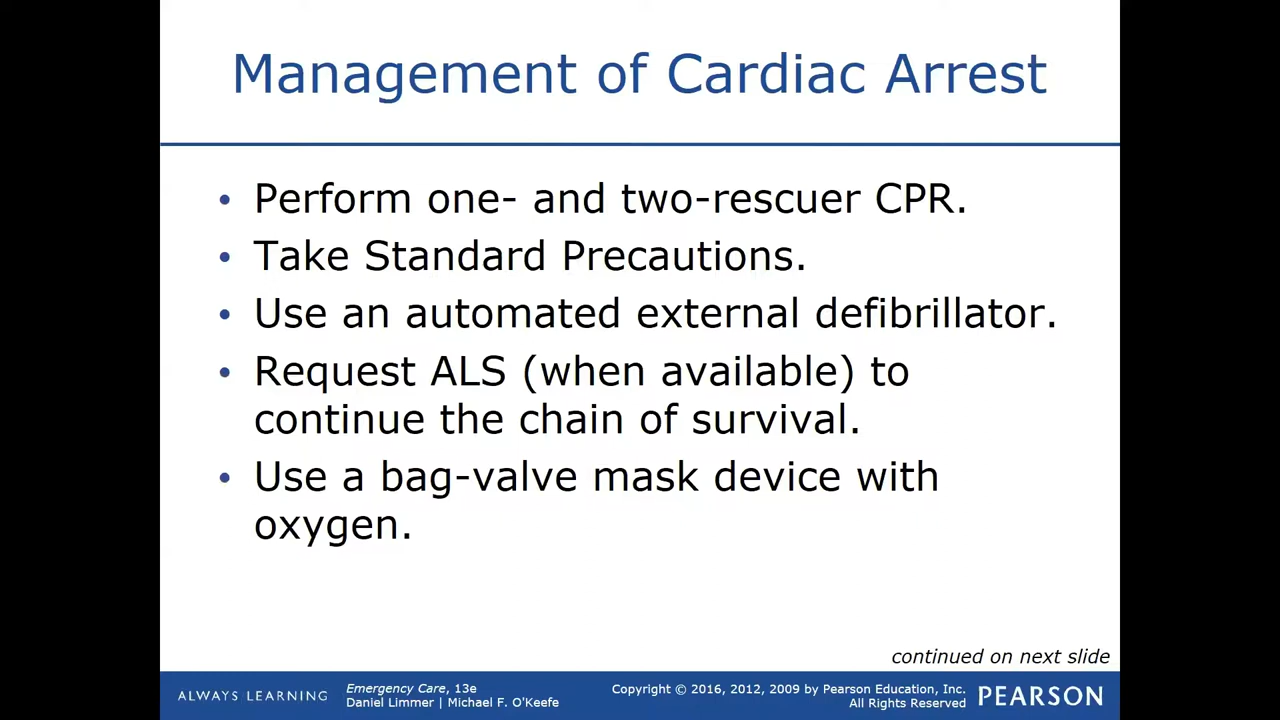 Management of Cardiac Arrest
• Perform one- and two-rescuer CPR.
• Take Standard Precautions.
• Use an automated external defibrillator.
• Request ALS (when available) to
continue the chain of survival.
• Use a bag-valve mask device with
oxygen.
continued on next slide
ALWAYS LEARNING
Emergency Care, 13e
Daniel Limmer | Michael F. O'Keefe
Copyright © 2016, 2012, 2009 by Pearson Education, Inc.
All Rights Reserved
PEARSON